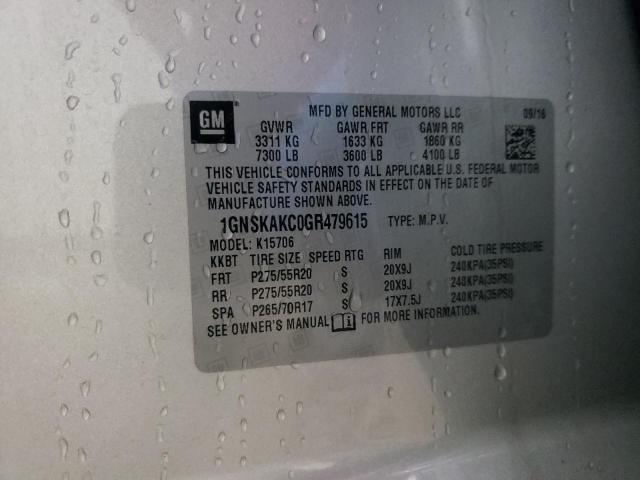 GM
MFD BY GENERAL MOTORS LLC 09/16
GVWR GAWR FRT GAWR RR
3311 KG 1633 KG 1860 KG
7300 LB 3600 LB 4100 LB
THIS VEHICLE CONFORMS TO ALL APPLICABLE U.S. FEDERAL MOTOR
VEHICLE SAFETY STANDARDS IN EFFECT ON THE DATE OF
MANUFACTURE SHOWN ABOVE.
1GNSKAKC0GR479615 TYPE: M.P.V.
MODEL: K15706
KKBT TIRE SIZE SPEED RTG RIM COLD TIRE PRESSURE
FRT P275/55R20 S 20X9J 240KPA(35PSI)
RR P275/55R20 S 20X9J 240KPA(35PSI)
SPA P265/70R17 S 17X7.5J 240KPA(35PSI)
SEE OWNER'S MANUAL FOR MORE INFORMATION.